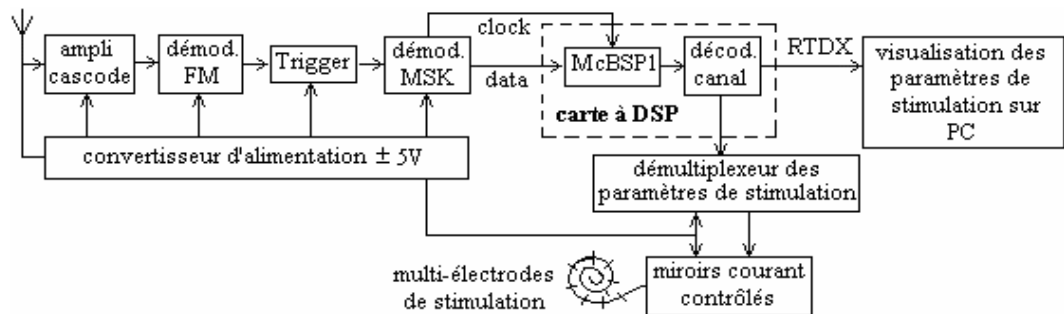 ampli
cascode
démod.
FM
Trigger
démod.
MSK
clock
data
McBSP1
décod.
canal
carte à DSP
RTDX
visualisation des
paramètres de
stimulation sur
PC
convertisseur d'alimentation ± 5V
démultiplexeur des
paramètres de stimulation
multi-électrodes
de stimulation
miroirs courant
contrôlés